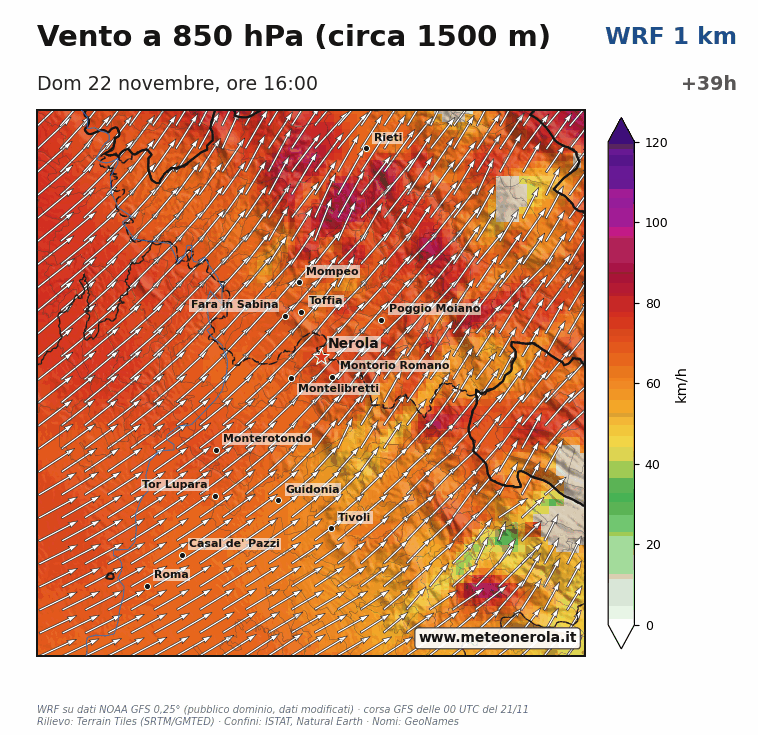 Vento a 850 hPa (circa 1500 m)
WRF 1 km
Dom 22 novembre, ore 16:00
+39h
Rieti
Mompeo
Toffia
Fara in Sabina
Poggio Moiano
Nerola
Montorio Romano
Montelibretti
Monterotondo
Tor Lupara
Guidonia
Tivoli
Casal de' Pazzi
Roma
www.meteonerola.it
120
100
80
60
40
20
0
km/h
WRF su dati NOAA GFS 0,25° (pubblico dominio, dati modificati) · corsa GFS delle 00 UTC del 21/11
Rilievo: Terrain Tiles (SRTM/GMTED) · Confini: ISTAT, Natural Earth · Nomi: GeoNames